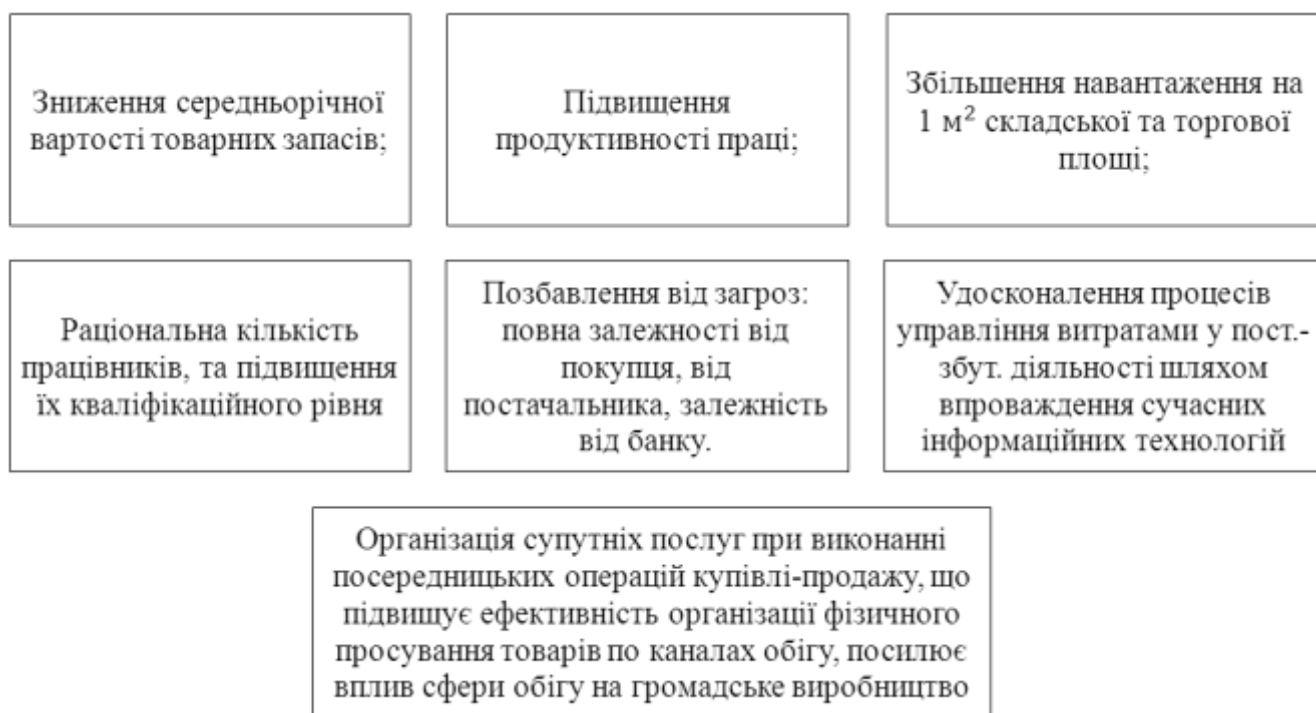 Зниження середньорічної
вартості товарних запасів;
Підвищення
продуктивності праці;
Збільшення навантаження на
1 м² складської та торгової
площі;
Раціональна кількість
працівників, та підвищення
їх кваліфікаційного рівня
Позбавлення від загроз:
повна залежності від
покупця, від
постачальника, залежність
від банку.
Удосконалення процесів
управління витратами у пост.-
збут. діяльності шляхом
впроваждення сучасних
інформаційних технологій
Організація супутніх послуг при виконанні
посередницьких операцій купівлі-продажу, що
підвищує ефективність організації фізичного
просування товарів по каналах обігу, посилює
вплив сфери обігу на громадське виробництво